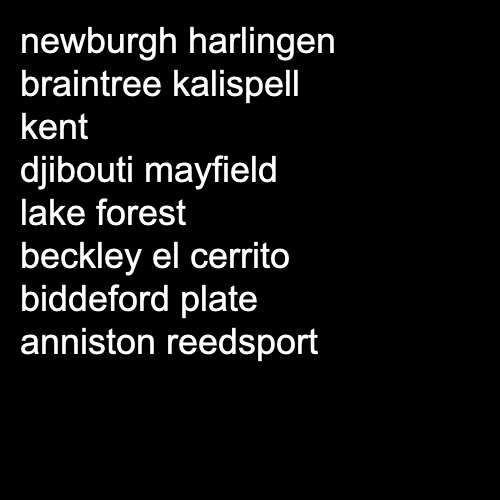 newburgh harlingen
braintree kalispell
kent
djibouti mayfield
lake forest
beckley el cerrito
biddeford plate
anniston reedsport